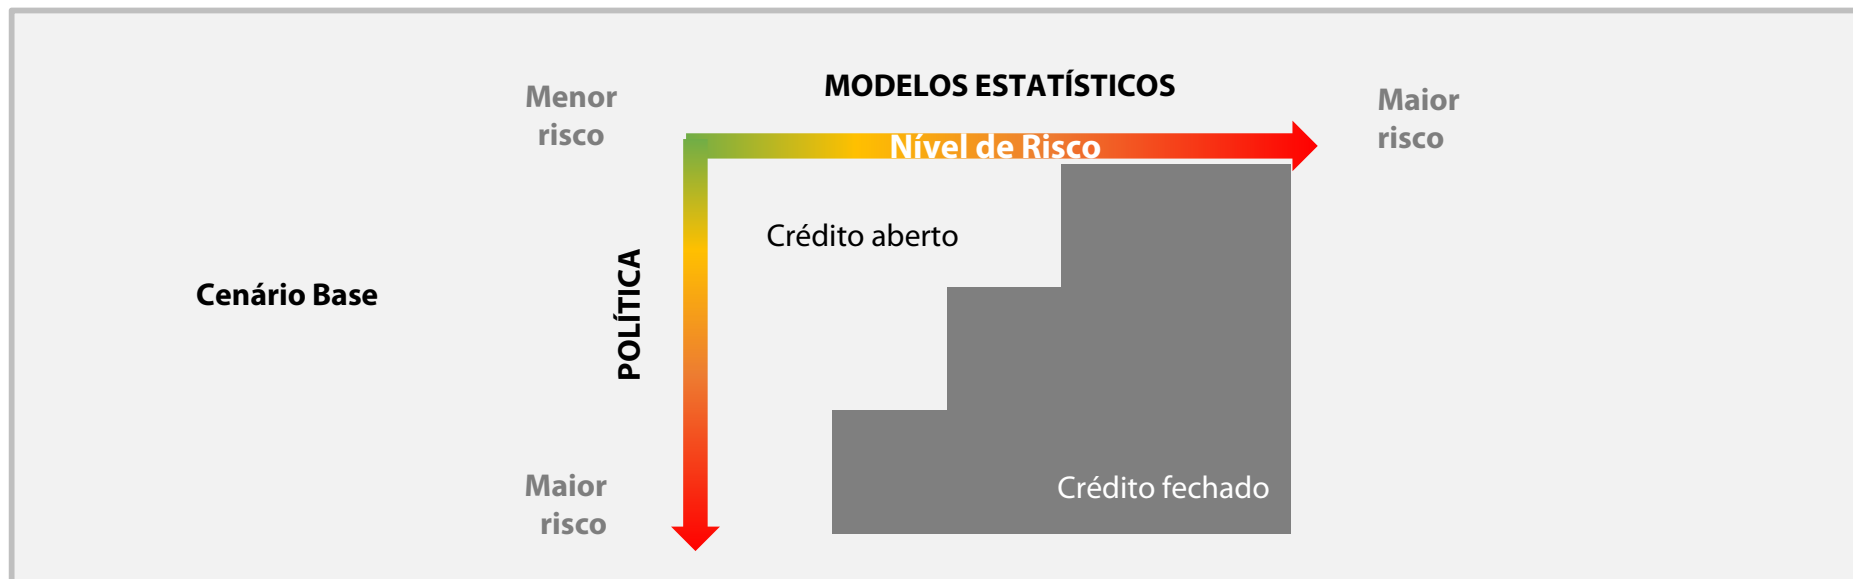 MODELOS ESTATÍSTICOS
Menor
risco
Maior
risco
Nível de Risco
Crédito aberto
POLÍTICA
Cenário Base
Maior
risco
Crédito fechado